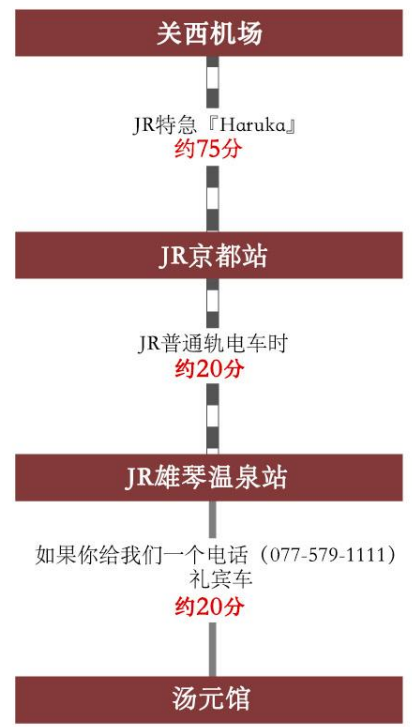 关西机场
JR特急『Haruka』
约75分
JR京都站
JR普通轨电车时
约20分
JR雄琴温泉站
如果你给我们一个电话（077-579-1111）
礼宾车
约20分
汤元馆